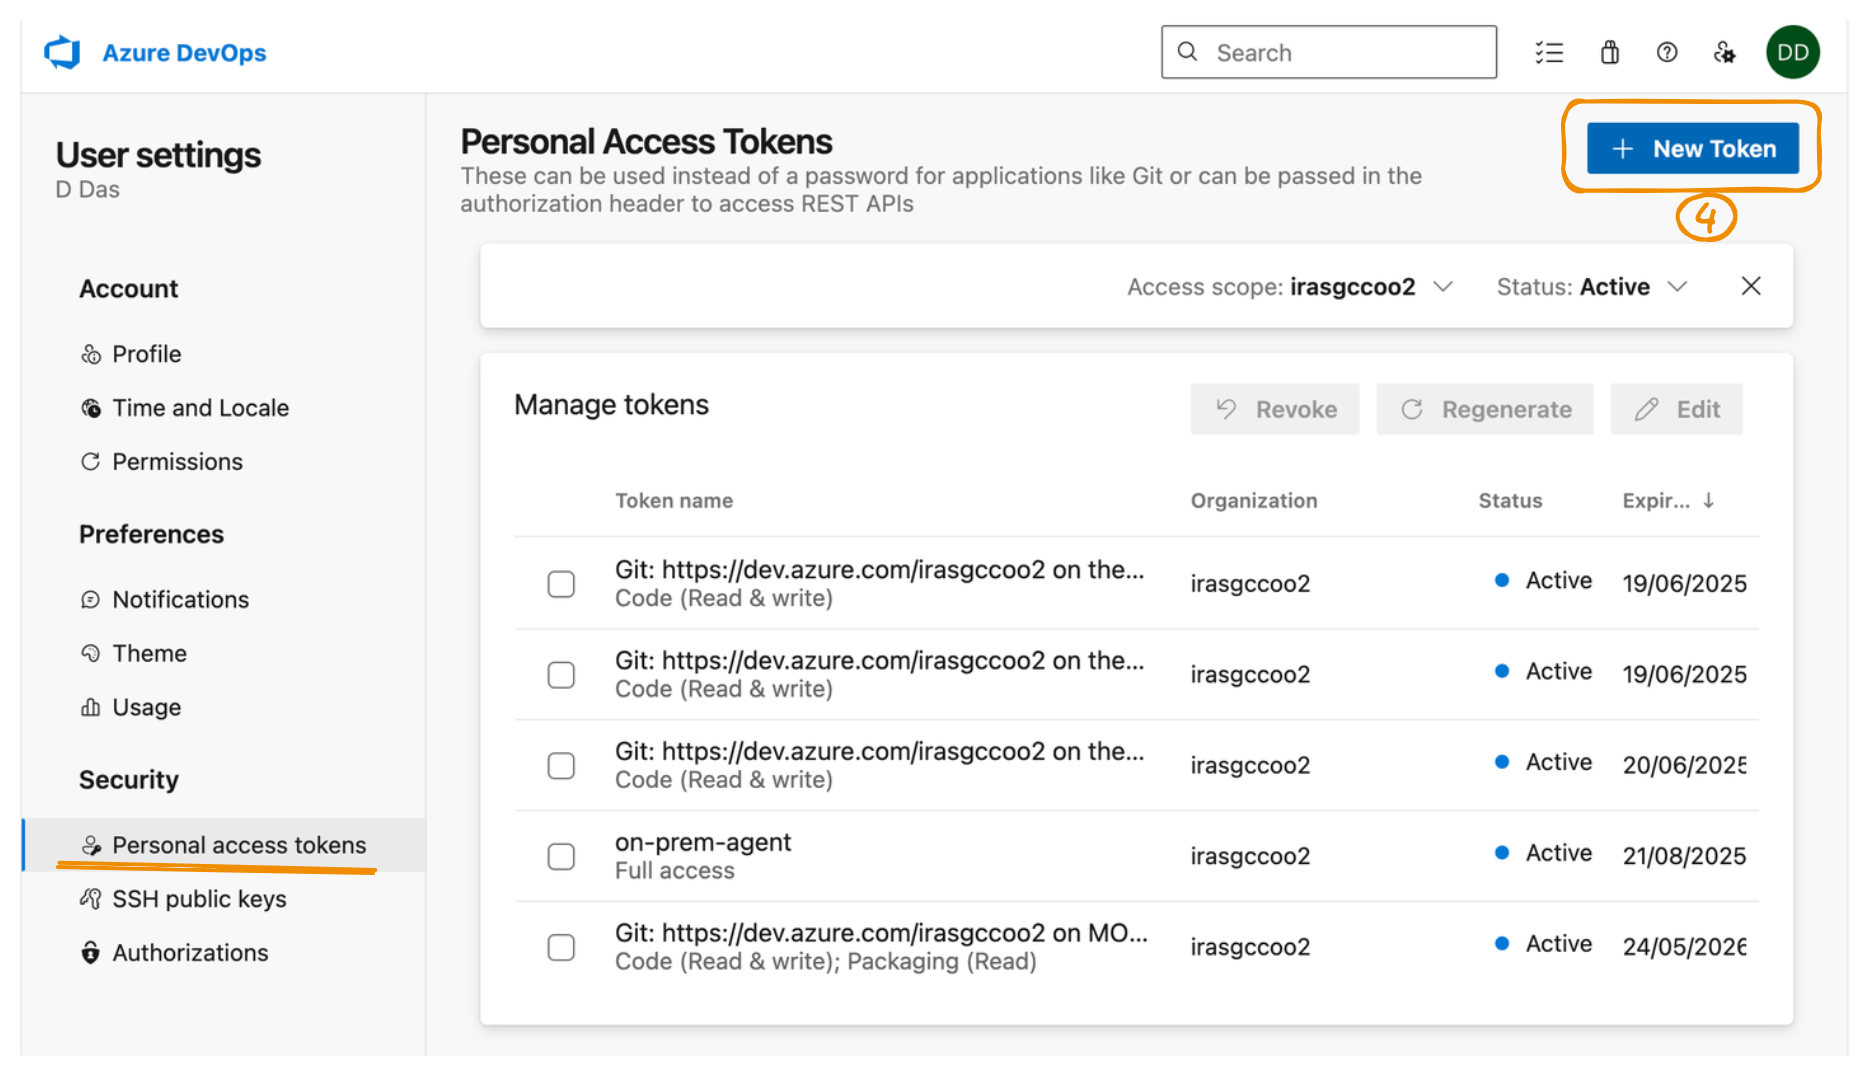 Azure DevOps
Search
DD
User settings
D Das
Account
Profile
Time and Locale
Permissions
Preferences
Notifications
Theme
Usage
Security
Personal access tokens
SSH public keys
Authorizations
Personal Access Tokens
These can be used instead of a password for applications like Git or can be passed in the
authorization header to access REST APIs
+ New Token
4
Access scope: irasgccoo2 Status: Active
Manage tokens
Revoke Regenerate Edit
Token name Organization Status Expir... ↓
Git: https://dev.azure.com/irasgccoo2 on the... irasgccoo2 Active 19/06/2025
Code (Read & write)
Git: https://dev.azure.com/irasgccoo2 on the... irasgccoo2 Active 19/06/2025
Code (Read & write)
Git: https://dev.azure.com/irasgccoo2 on the... irasgccoo2 Active 20/06/2025
Code (Read & write)
on-prem-agent irasgccoo2 Active 21/08/2025
Full access
Git: https://dev.azure.com/irasgccoo2 on MO... irasgccoo2 Active 24/05/2026
Code (Read & write); Packaging (Read)